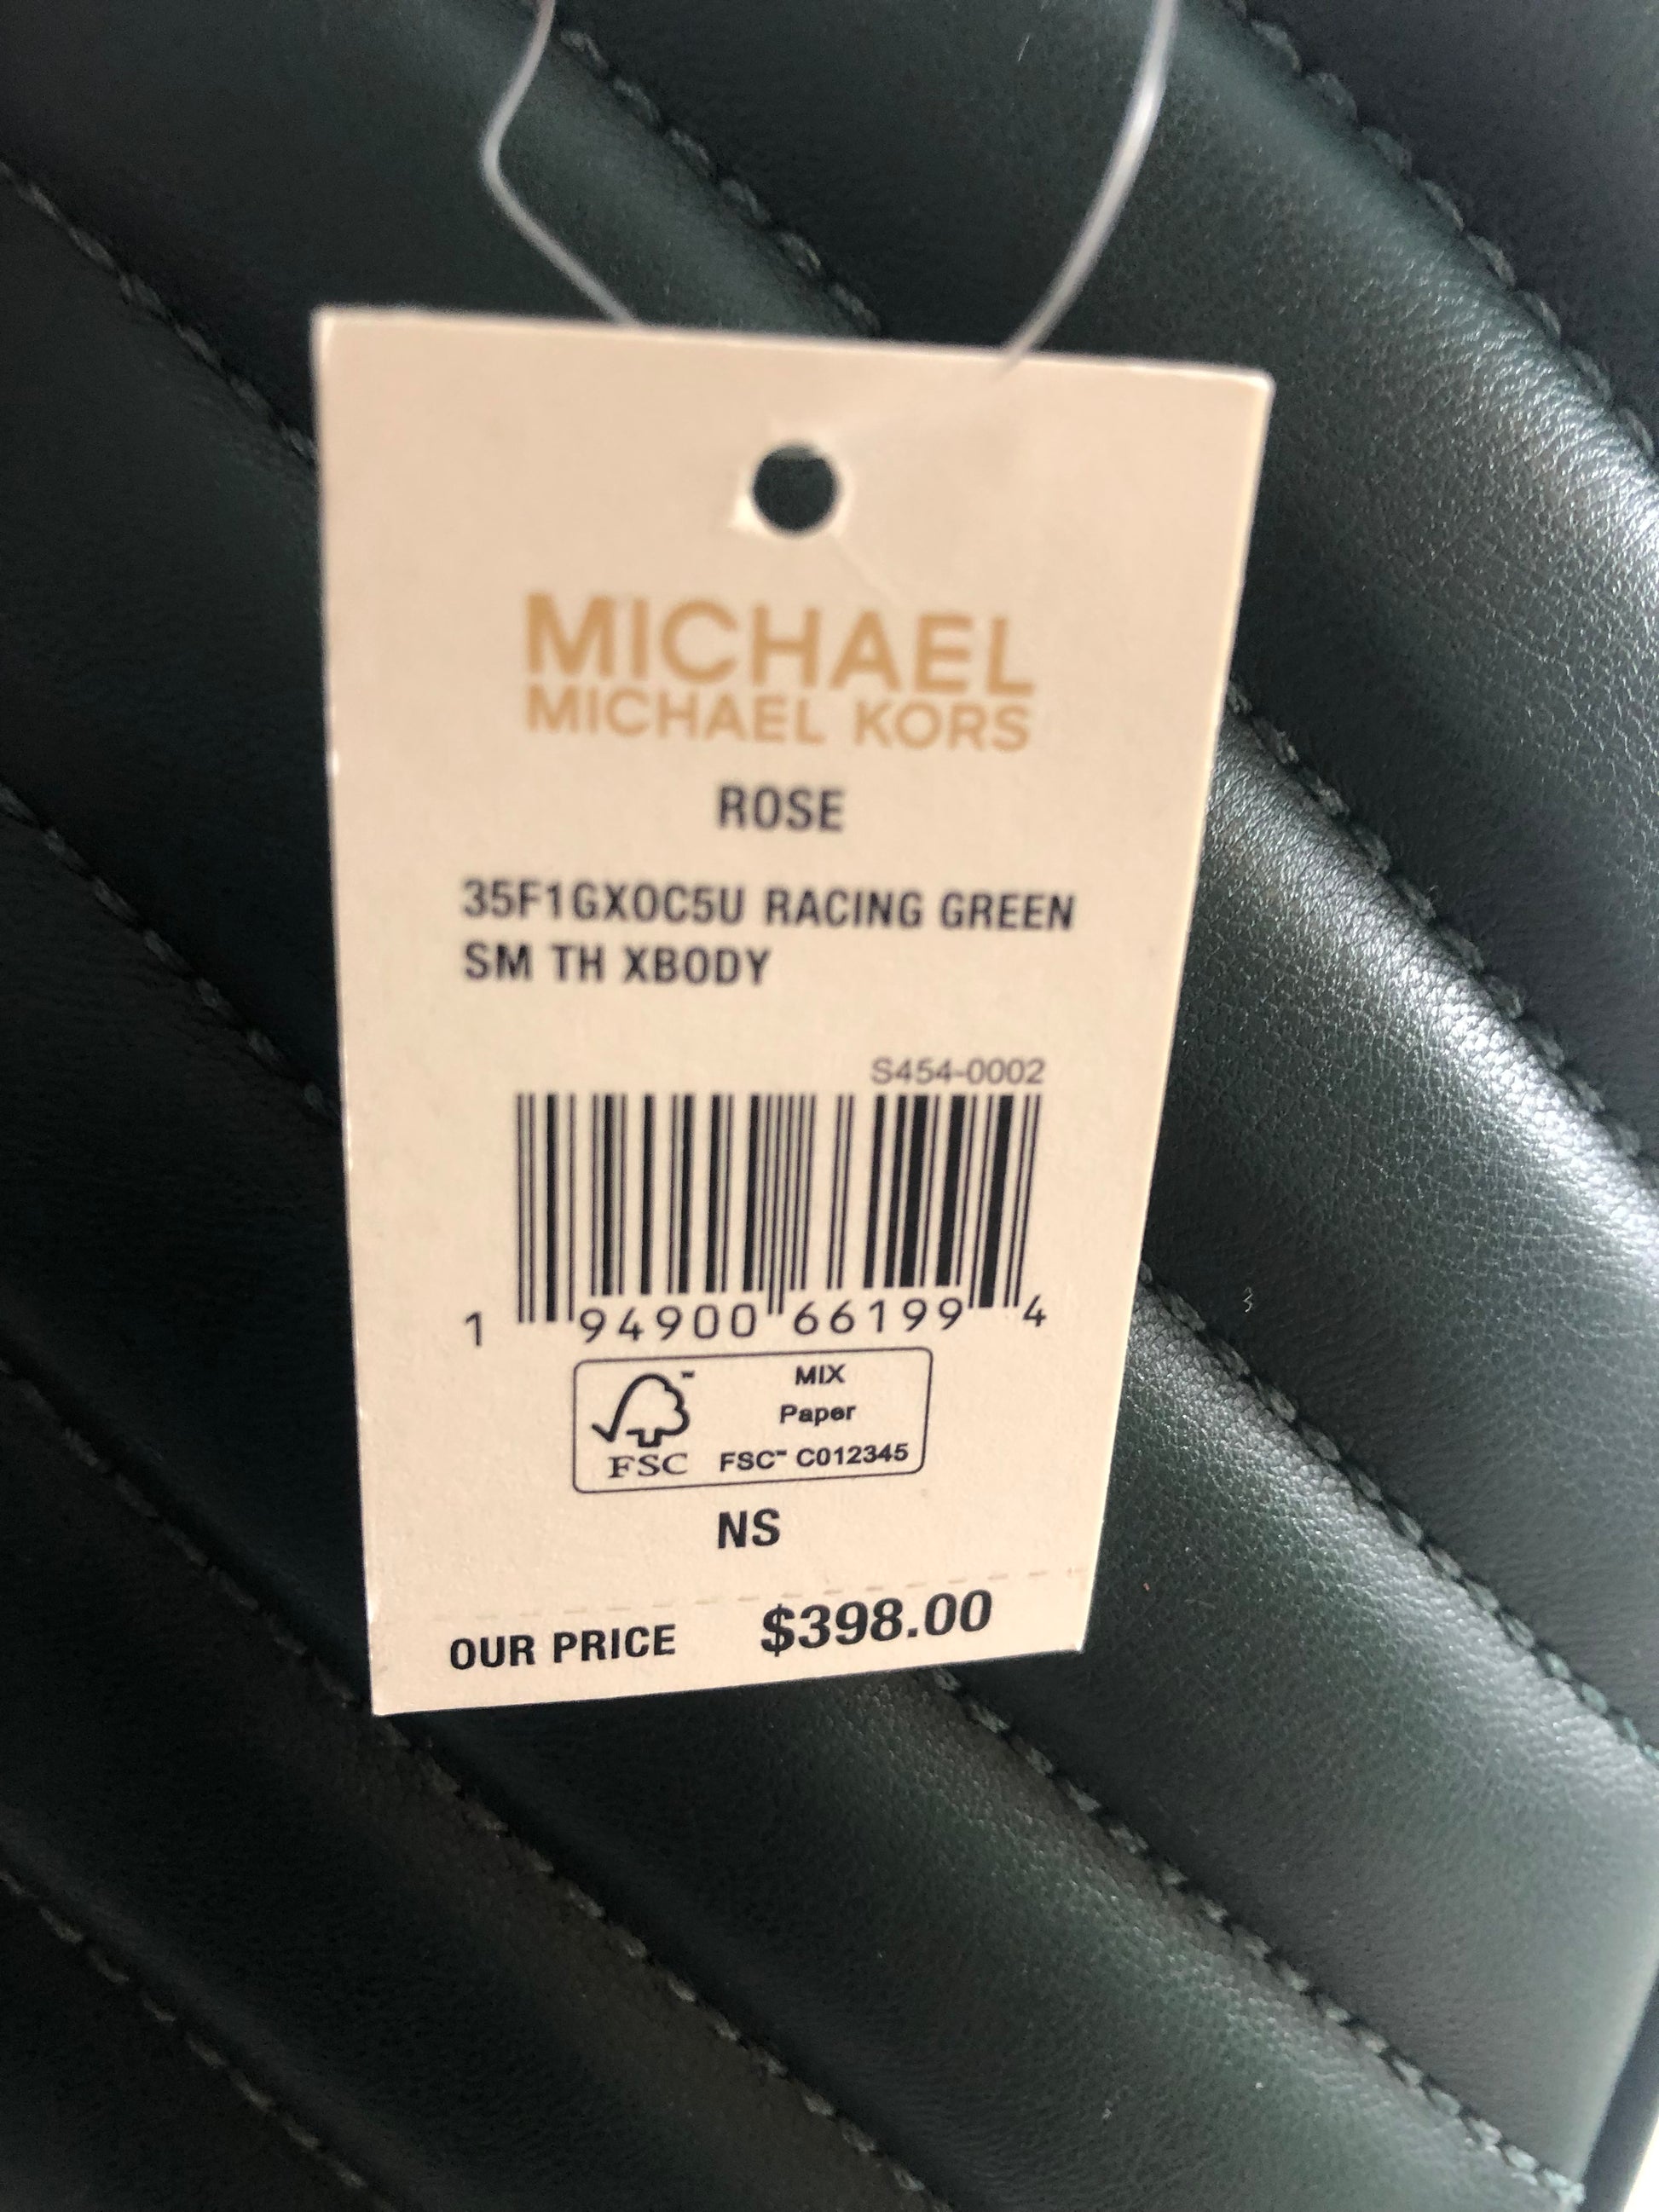 MICHAEL
MICHAEL KORS
ROSE
35F1GX0C5U RACING GREEN
SM TH XBODY
S454-0002
1 94900 66199 4
MIX
Paper
FSC FSC™ C012345
NS
OUR PRICE $398.00